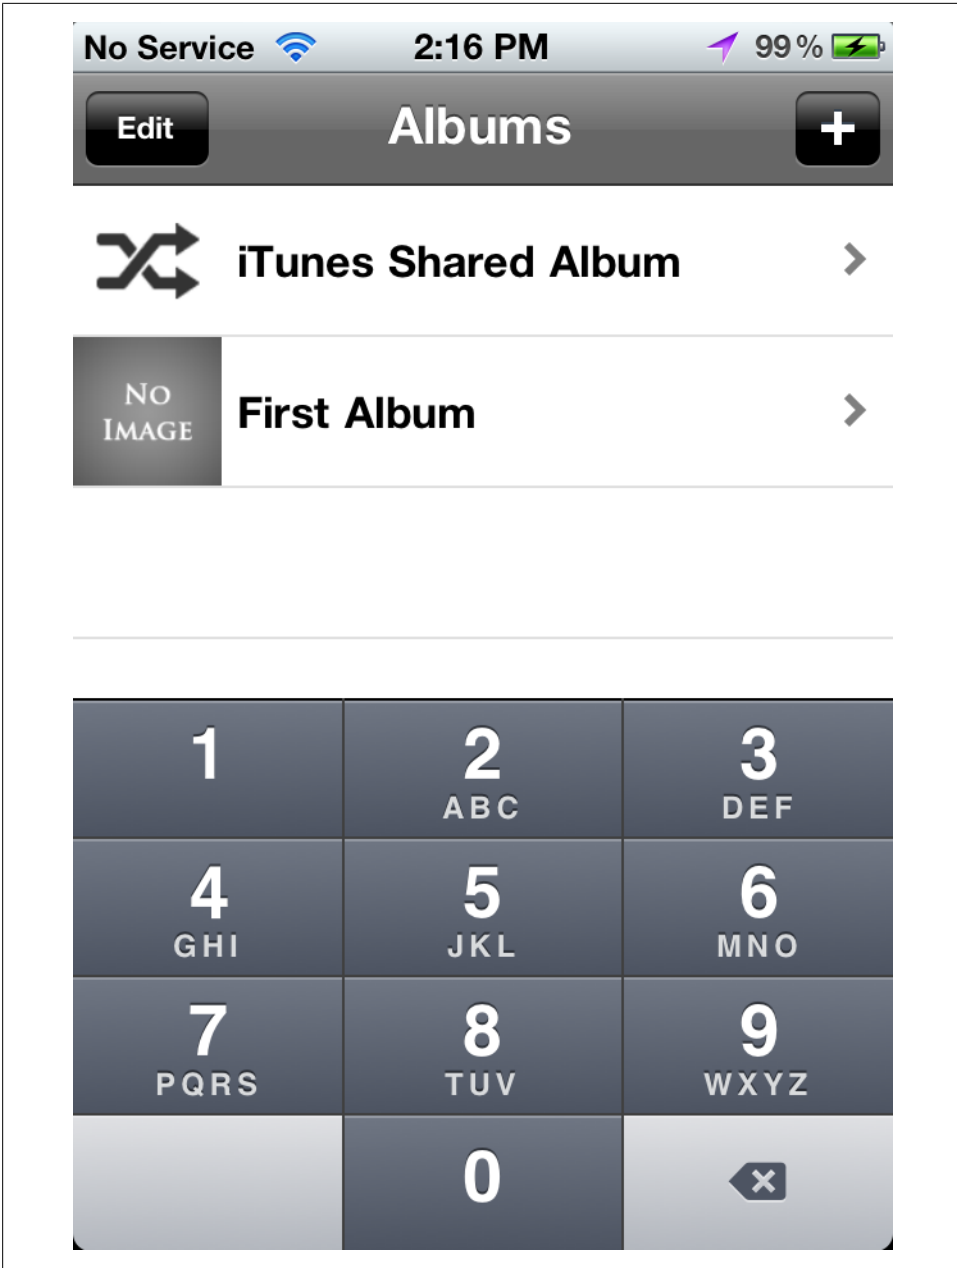 No Service 2:16 PM 99%
Edit Albums +
iTunes Shared Album
No
Image
First Album
1 2 3
ABC DEF
4 5 6
GHI JKL MNO
7 8 9
PQRS TUV WXYZ
0